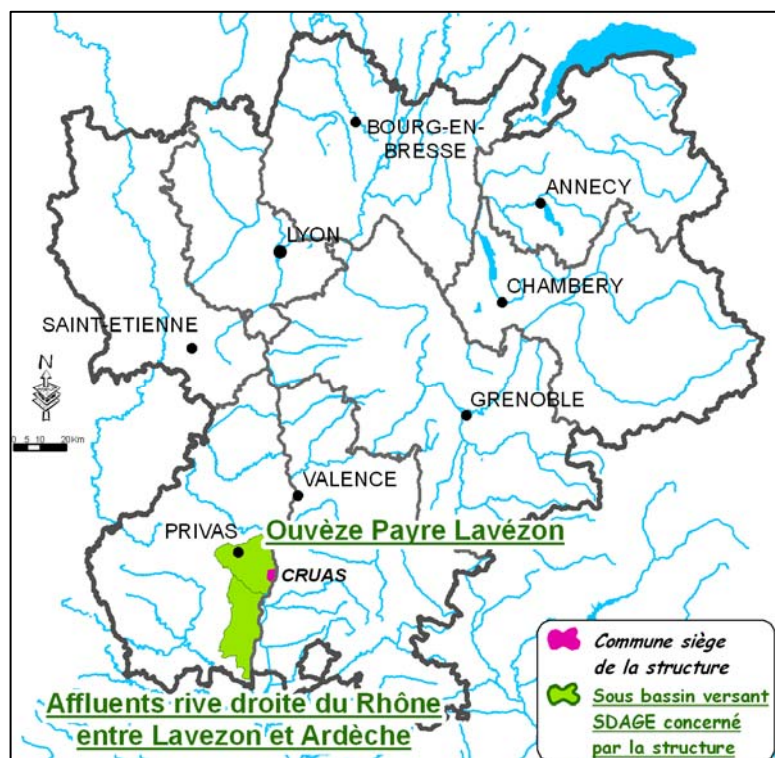 BOURG-EN-
BRESSE
ANNECY
LYON
CHAMBERY
SAINT-ETIENNE
N
GRENOBLE
0 5 10 20 Km
VALENCE
PRIVAS
Ouvèze Payre Lavézon
CRUAS
Commune siège
de la structure
Affluents rive droite du Rhône
entre Lavezon et Ardèche
Sous bassin versant
SDAGE concerné
par la structure